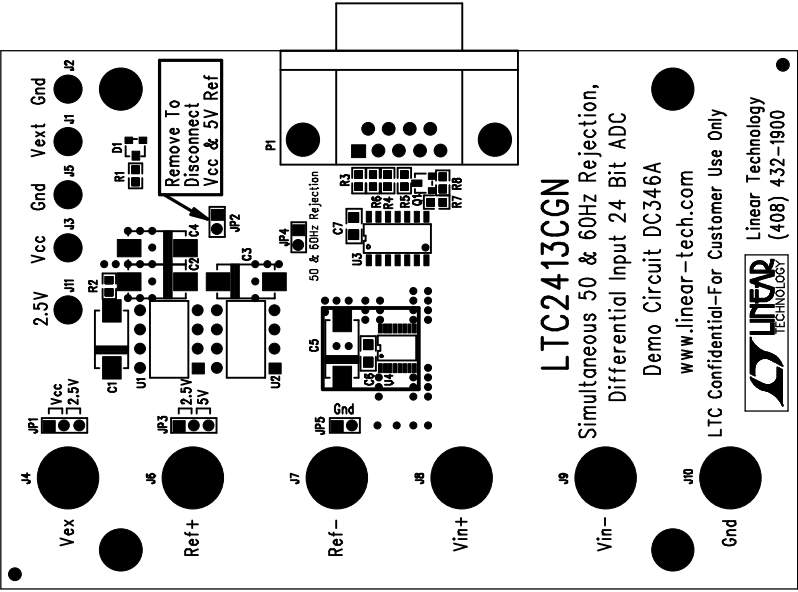 J2
Gnd
J1
Vext
J5
Gnd
J3
Vcc
J11
2.5V
D1
R1
Remove To
Disconnect
Vcc & 5V Ref
JP2
P1
JP4
50 & 60Hz Rejection
R3
R6
R4
R5
Q1
R8
R7
C7
U3
C4
C2
C3
R2
C1
U1
U2
C5
C6
U4
JP1
Vcc
2.5V
JP3
2.5V
5V
JP5
Gnd
J4
Vex
J6
Ref+
J7
Ref-
J8
Vin+
J9
Vin-
J10
Gnd
LTC2413CGN
Simultaneous 50 & 60Hz Rejection,
Differential Input 24 Bit ADC
Demo Circuit DC346A
www.linear-tech.com
LTC Confidential-For Customer Use Only
LINEAR
TECHNOLOGY
Linear Technology
(408) 432-1900